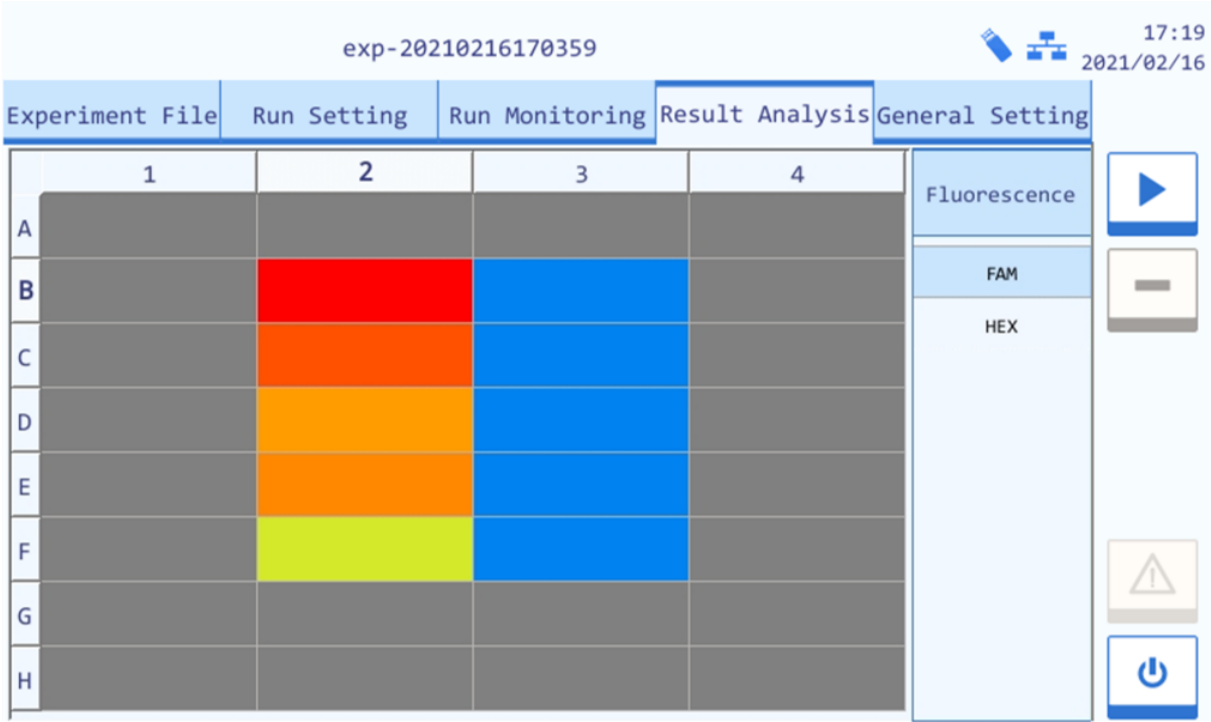 exp-20210216170359
17:19
2021/02/16
Experiment File Run Setting Run Monitoring Result Analysis General Setting
1 2 3 4
Fluorescence
A
B
FAM
HEX
C
D
E
F
G
H